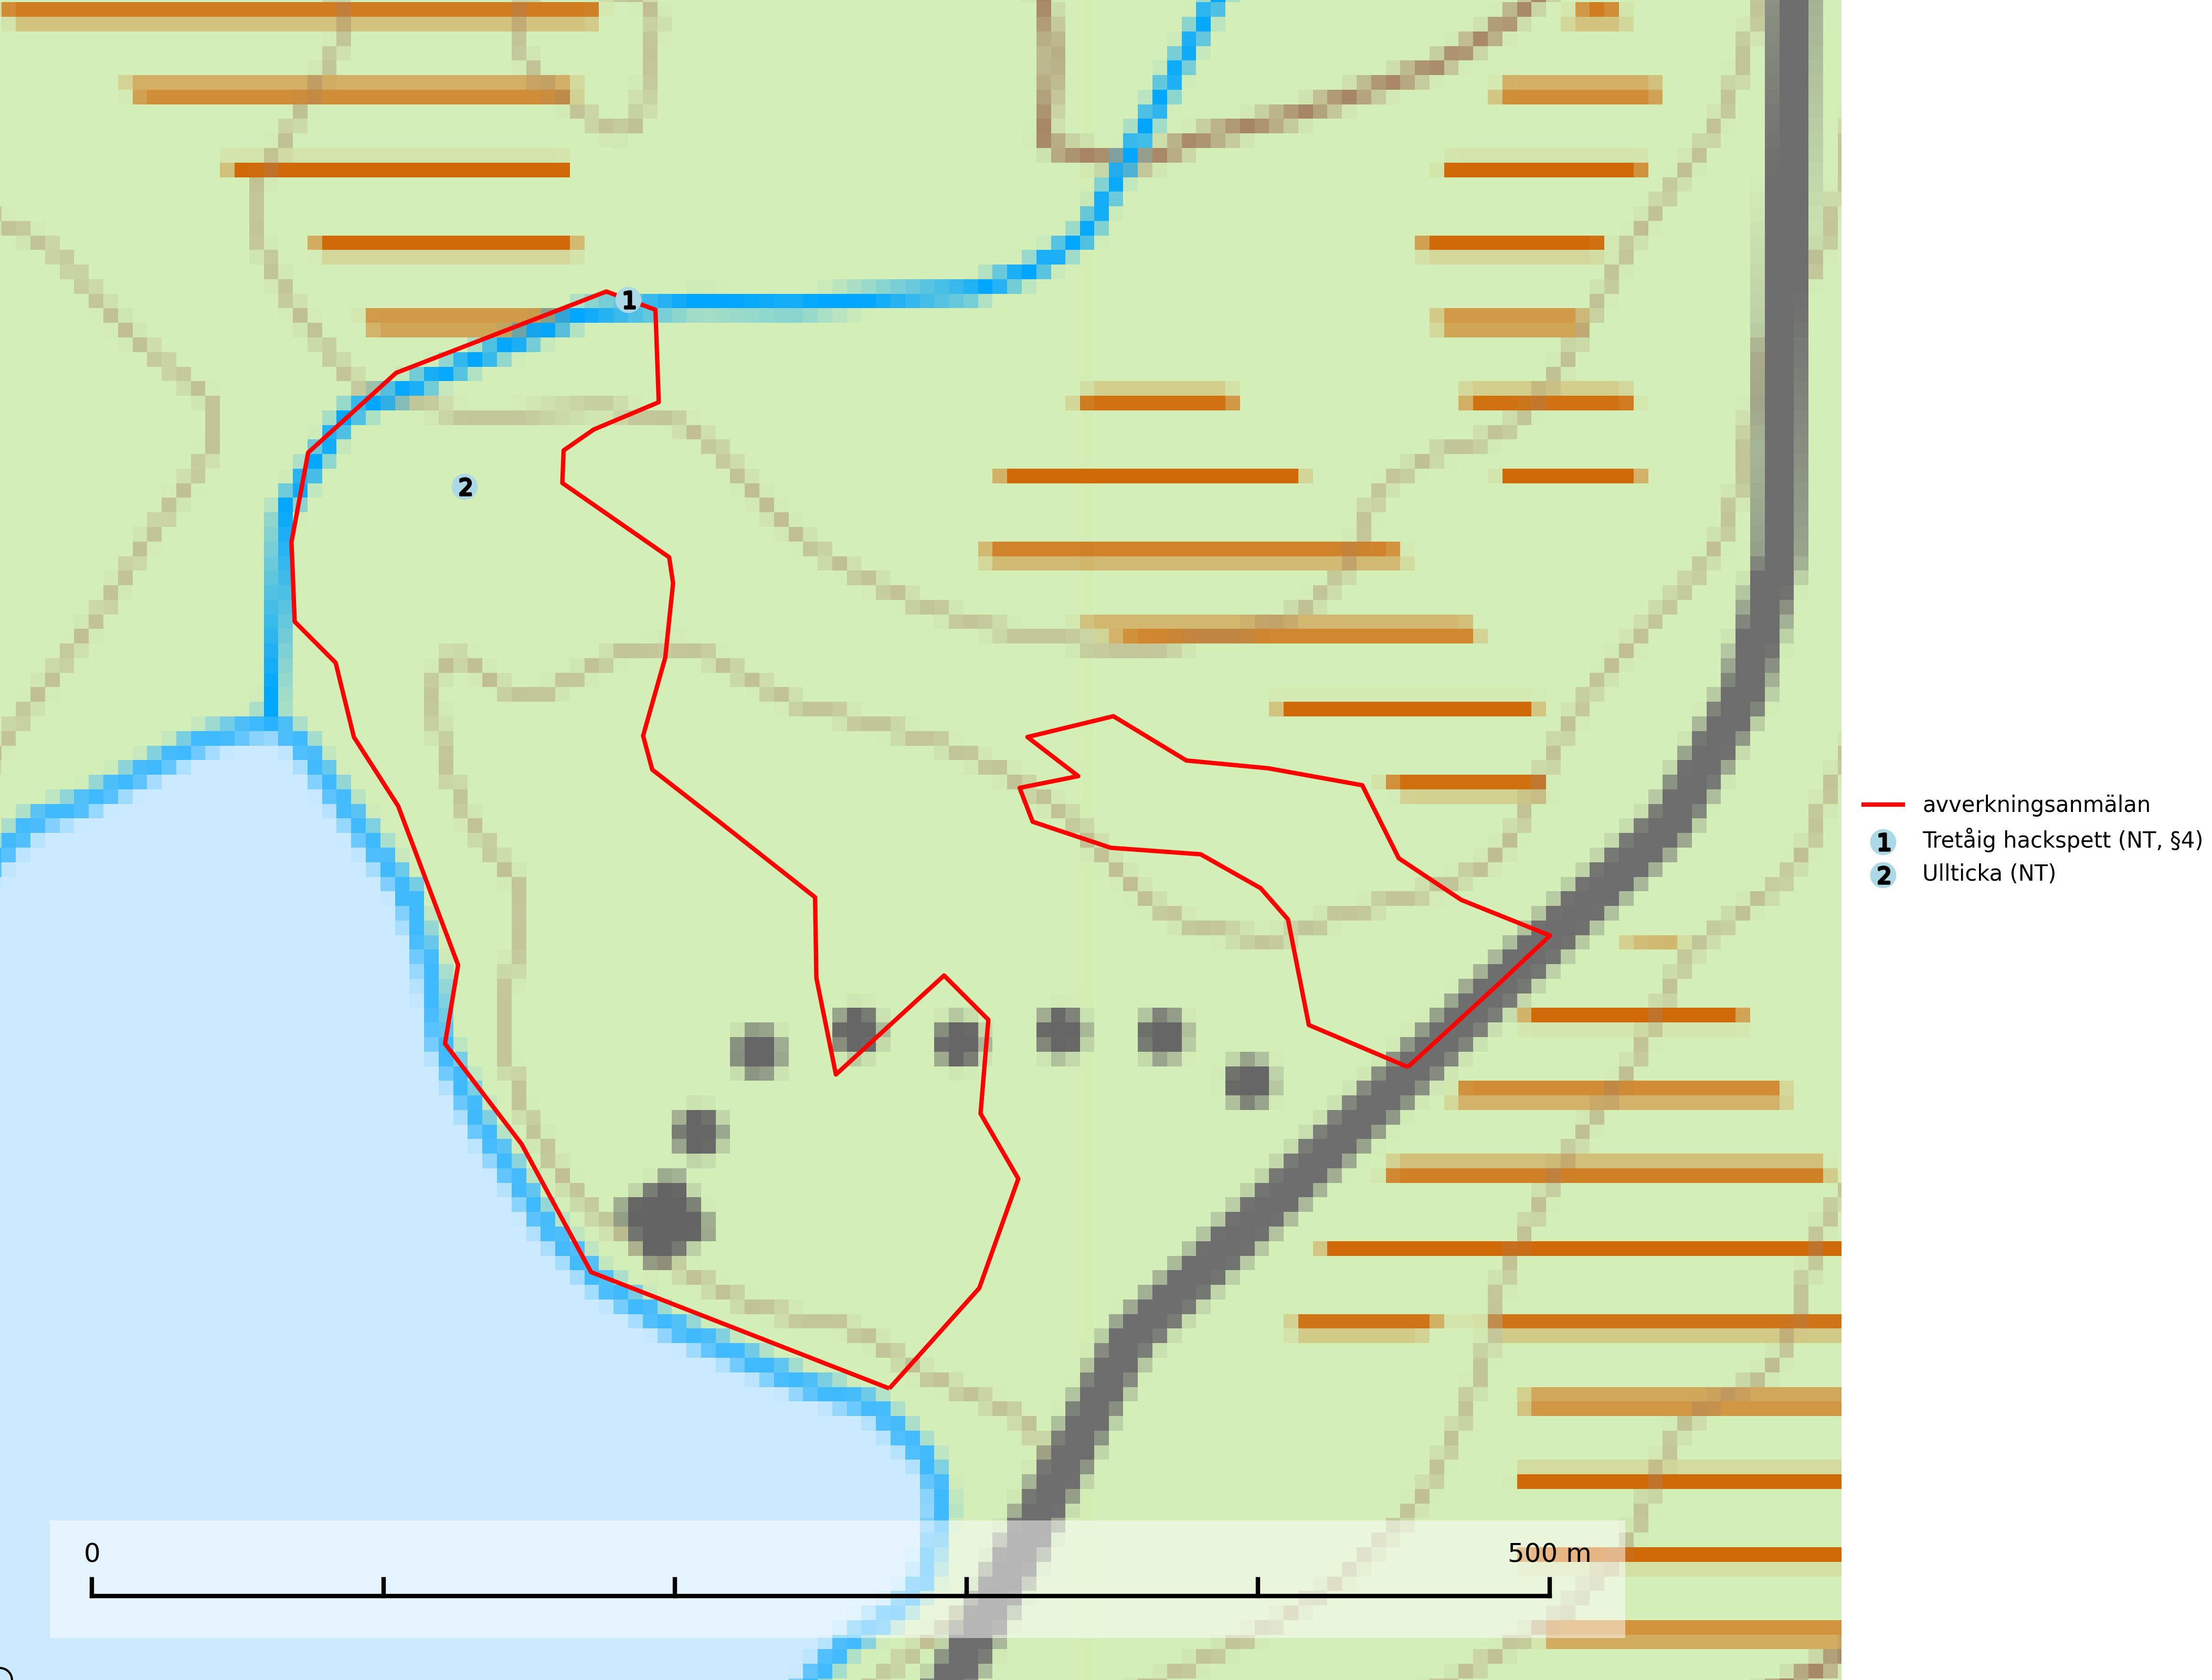 1
2
avverkningsanmälan
1 Tretåig hackspett (NT, §4)
2 Ullticka (NT)
0 500 m